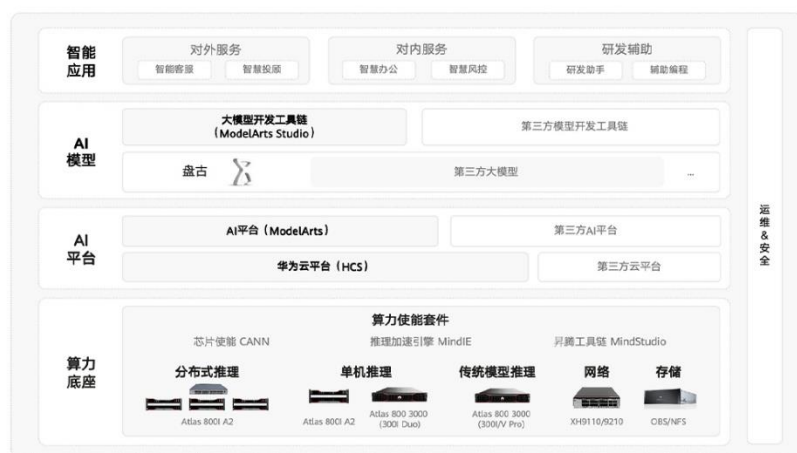 智能
应用
对外服务
智能客服
智慧投顾
对内服务
智慧办公
智慧风控
研发辅助
研发助手
辅助编程
AI
模型
大模型开发工具链
(ModelArts Studio)
第三方模型开发工具链
盘古
第三方大模型
...
AI
平台
AI平台 (ModelArts)
第三方AI平台
华为云平台 (HCS)
第三方云平台
算力
底座
算力使能套件
芯片使能 CANN
推理加速引擎 MindIE
昇腾工具链 MindStudio
分布式推理
单机推理
传统模型推理
网络
存储
Atlas 800I A2
Atlas 800I A2
Atlas 800 3000
(300I Duo)
Atlas 800 3000
(300I/V Pro)
XH9110/9210
OBS/NFS
运维&安全